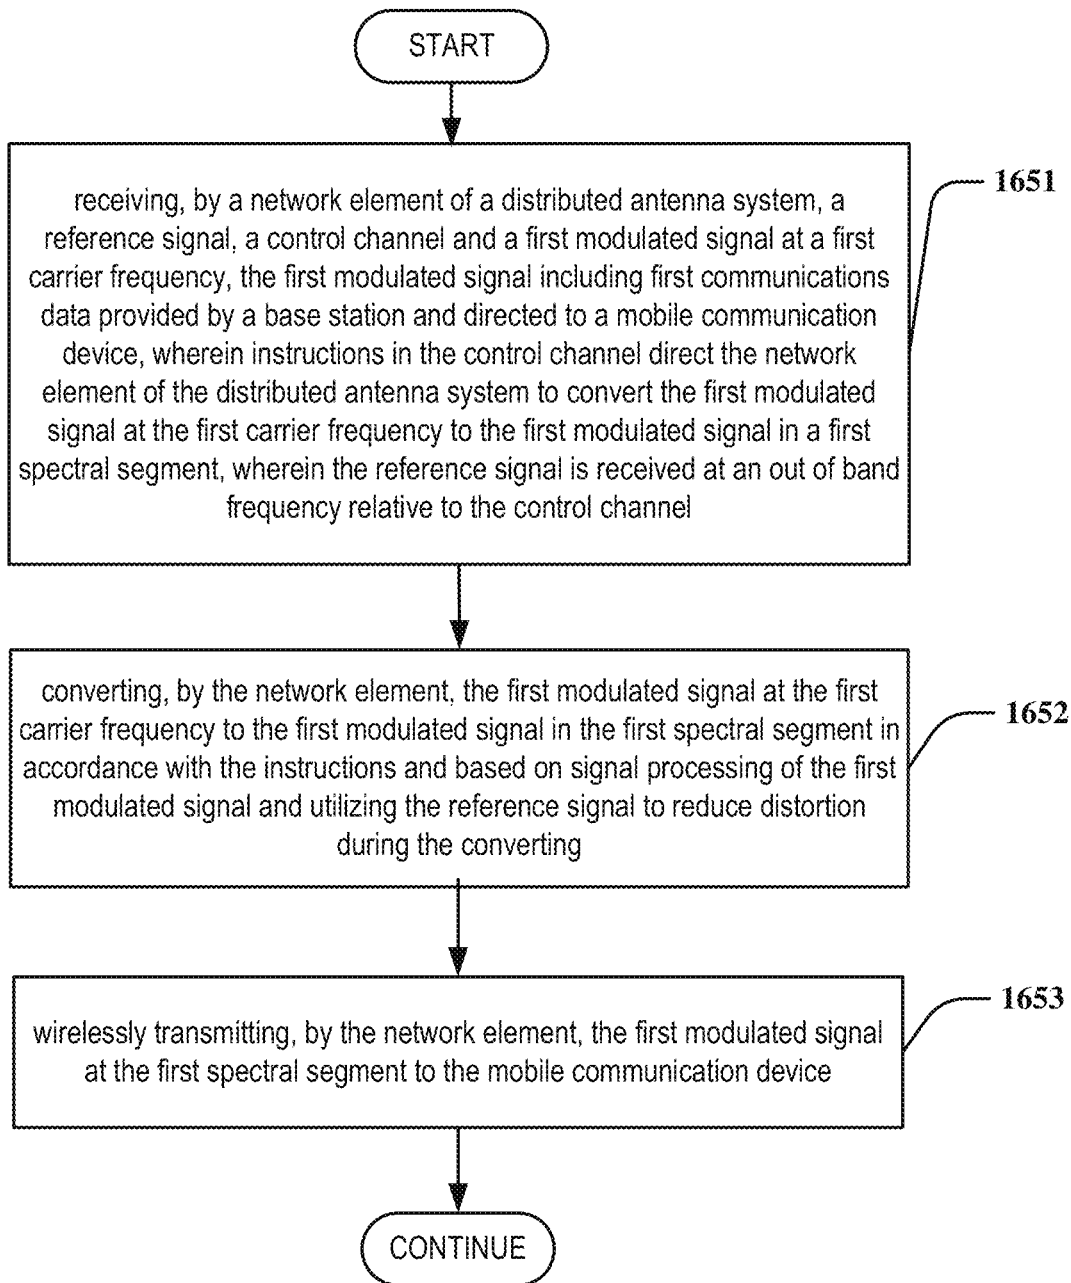 START
receiving, by a network element of a distributed antenna system, a
reference signal, a control channel and a first modulated signal at a first
carrier frequency, the first modulated signal including first communications
data provided by a base station and directed to a mobile communication
device, wherein instructions in the control channel direct the network
element of the distributed antenna system to convert the first modulated
signal at the first carrier frequency to the first modulated signal in a first
spectral segment, wherein the reference signal is received at an out of band
frequency relative to the control channel
1651
converting, by the network element, the first modulated signal at the first
carrier frequency to the first modulated signal in the first spectral segment in
accordance with the instructions and based on signal processing of the first
modulated signal and utilizing the reference signal to reduce distortion
during the converting
1652
wirelessly transmitting, by the network element, the first modulated signal
at the first spectral segment to the mobile communication device
1653
CONTINUE